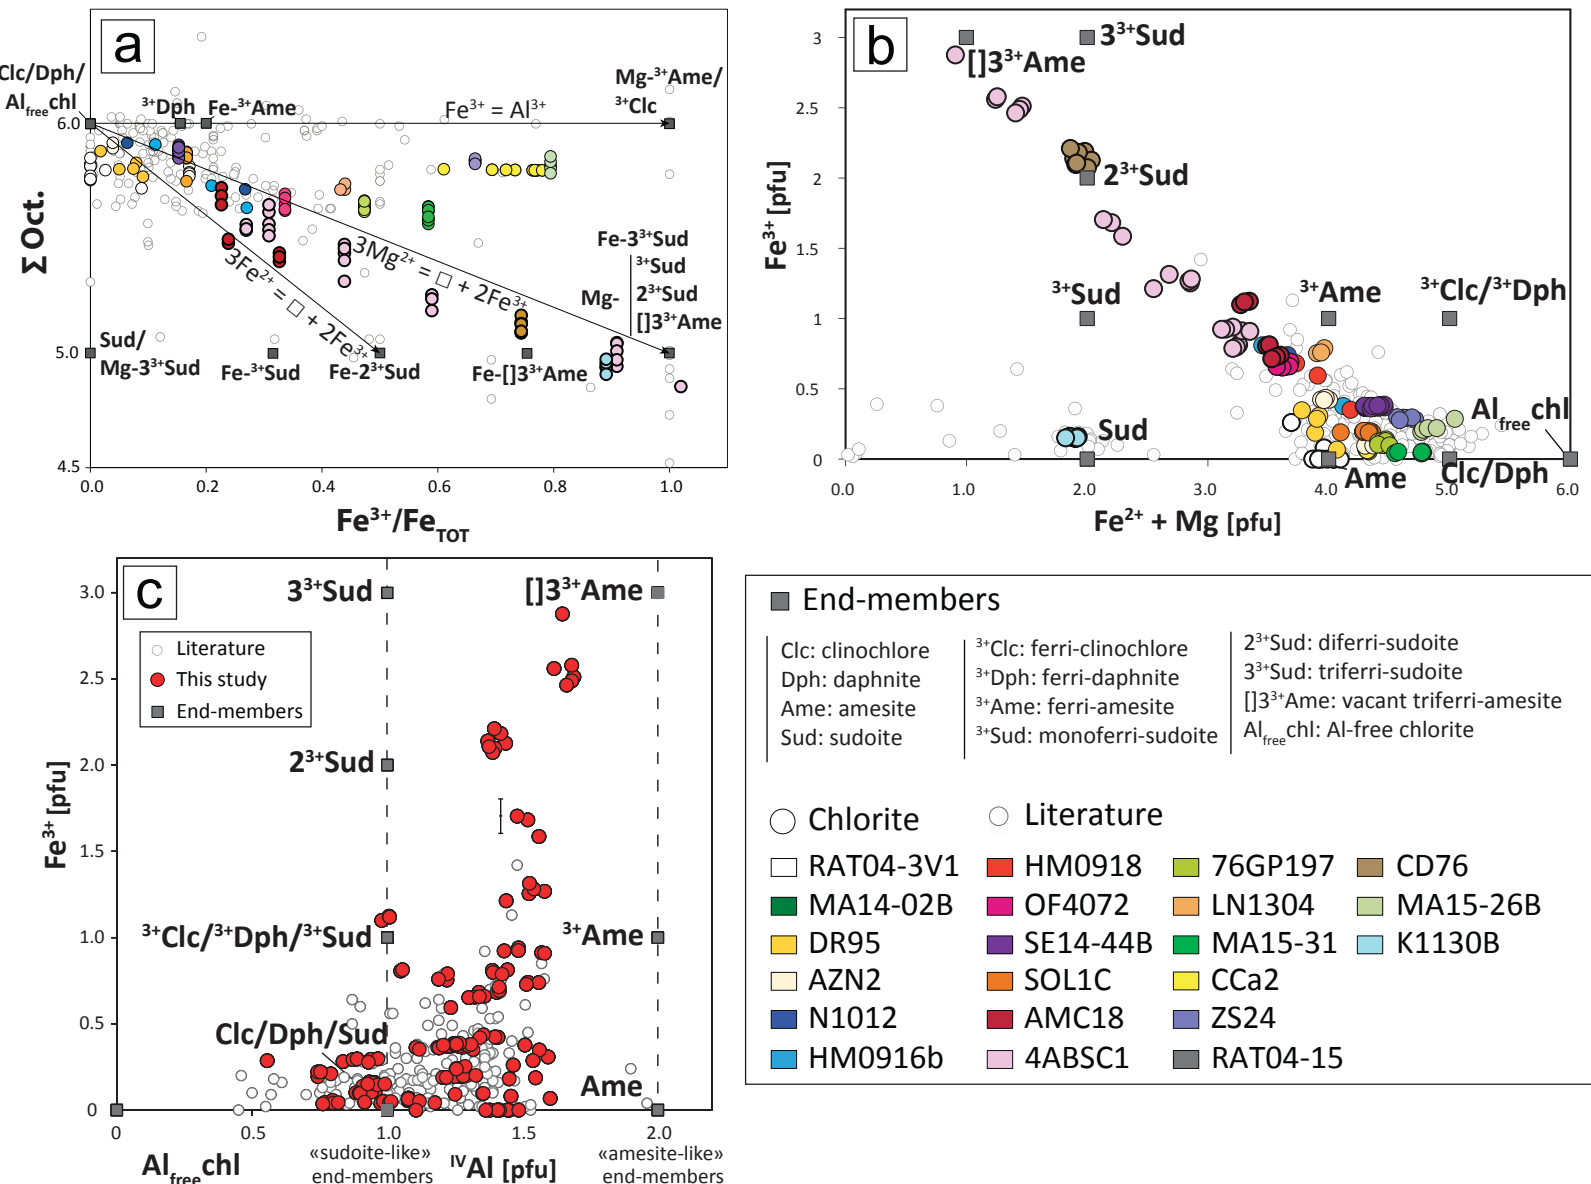 a
Clc/Dph/
Al_free chl
³⁺Dph
Fe-³⁺Ame
Fe³⁺ = Al³⁺
Mg-³⁺Ame/
³⁺Clc
6.0
5.0
4.5
Σ Oct.
3Mg²⁺ = □ + 2Fe³⁺
3Fe²⁺ = □ + 2Fe³⁺
Fe-3³⁺Sud
³⁺Sud
Mg-
2³⁺Sud
[]3³⁺Ame
Sud/
Mg-3³⁺Sud
Fe-³⁺Sud
Fe-2³⁺Sud
Fe-[]3³⁺Ame
0.0 0.2 0.4 0.6 0.8 1.0
Fe³⁺/Fe_TOT
b
3³⁺Sud
[]3³⁺Ame
2³⁺Sud
³⁺Sud
³⁺Ame
³⁺Clc/³⁺Dph
Al_free chl
Sud
Ame
Clc/Dph
3
2.5
2
1.5
1
0.5
0
Fe³⁺ [pfu]
0.0 1.0 2.0 3.0 4.0 5.0 6.0
Fe²⁺ + Mg [pfu]
c
3³⁺Sud
[]3³⁺Ame
Literature
This study
End-members
2³⁺Sud
³⁺Clc/³⁺Dph/³⁺Sud
³⁺Ame
Clc/Dph/Sud
Ame
3.0
2.5
2.0
1.5
1.0
0.5
0
Fe³⁺ [pfu]
0 0.5 1.0 1.5 2.0
Al_free chl
«sudoite-like»
end-members
ᴵⱽAl [pfu]
«amesite-like»
end-members
End-members
Clc: clinochlore
Dph: daphnite
Ame: amesite
Sud: sudoite
³⁺Clc: ferri-clinochlore
³⁺Dph: ferri-daphnite
³⁺Ame: ferri-amesite
³⁺Sud: monoferri-sudoite
2³⁺Sud: diferri-sudoite
3³⁺Sud: triferri-sudoite
[]3³⁺Ame: vacant triferri-amesite
Al_free chl: Al-free chlorite
Chlorite
Literature
RAT04-3V1 HM0918 76GP197 CD76
MA14-02B OF4072 LN1304 MA15-26B
DR95 SE14-44B MA15-31 K1130B
AZN2 SOL1C CCa2
N1012 AMC18 ZS24
HM0916b 4ABSC1 RAT04-15